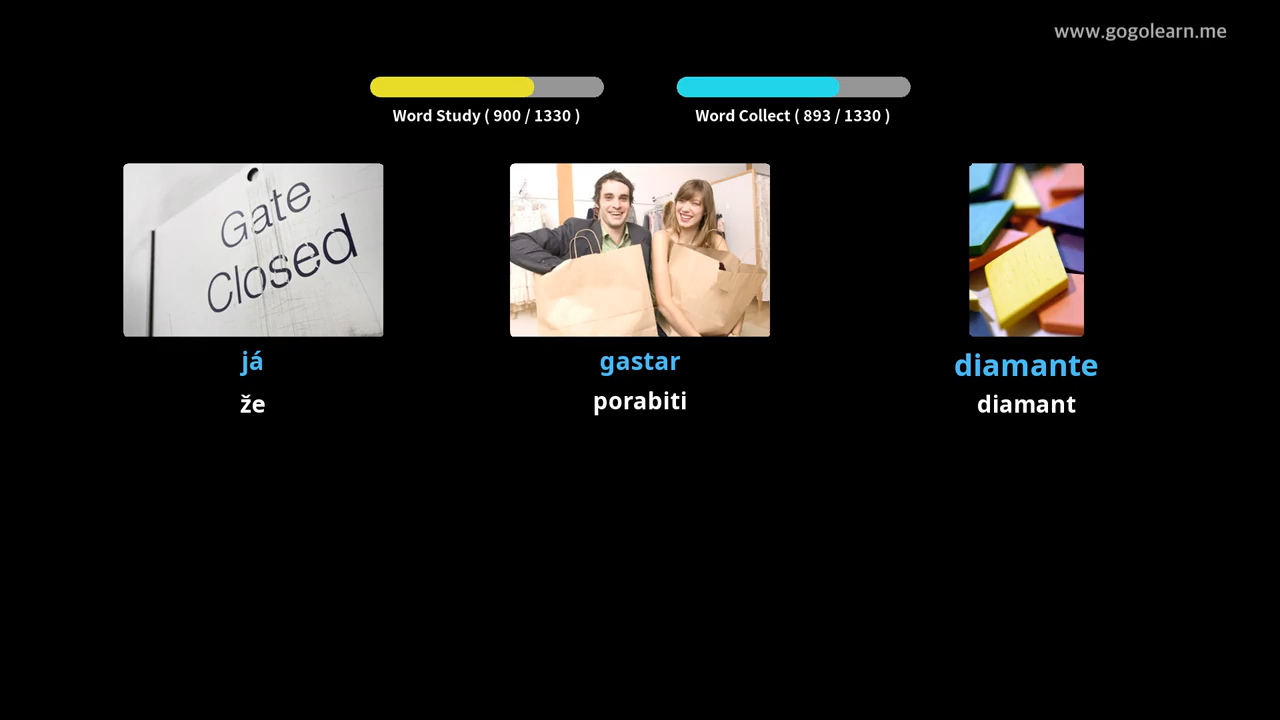 www.gogolearn.me
Word Study ( 900 / 1330 )
Word Collect ( 893 / 1330 )
Gate
Closed
já
že
gastar
porabiti
diamante
diamant